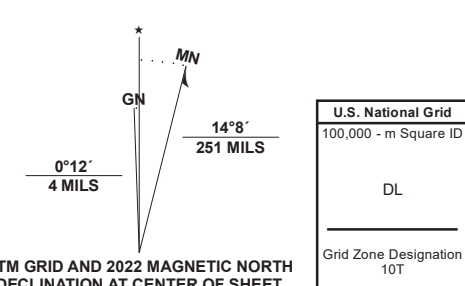 ★
MN
GN
14°8´
251 MILS
0°12´
4 MILS
TM GRID AND 2022 MAGNETIC NORTH
DECLINATION AT CENTER OF SHEET
U.S. National Grid
100,000 - m Square ID
DL
Grid Zone Designation
10T